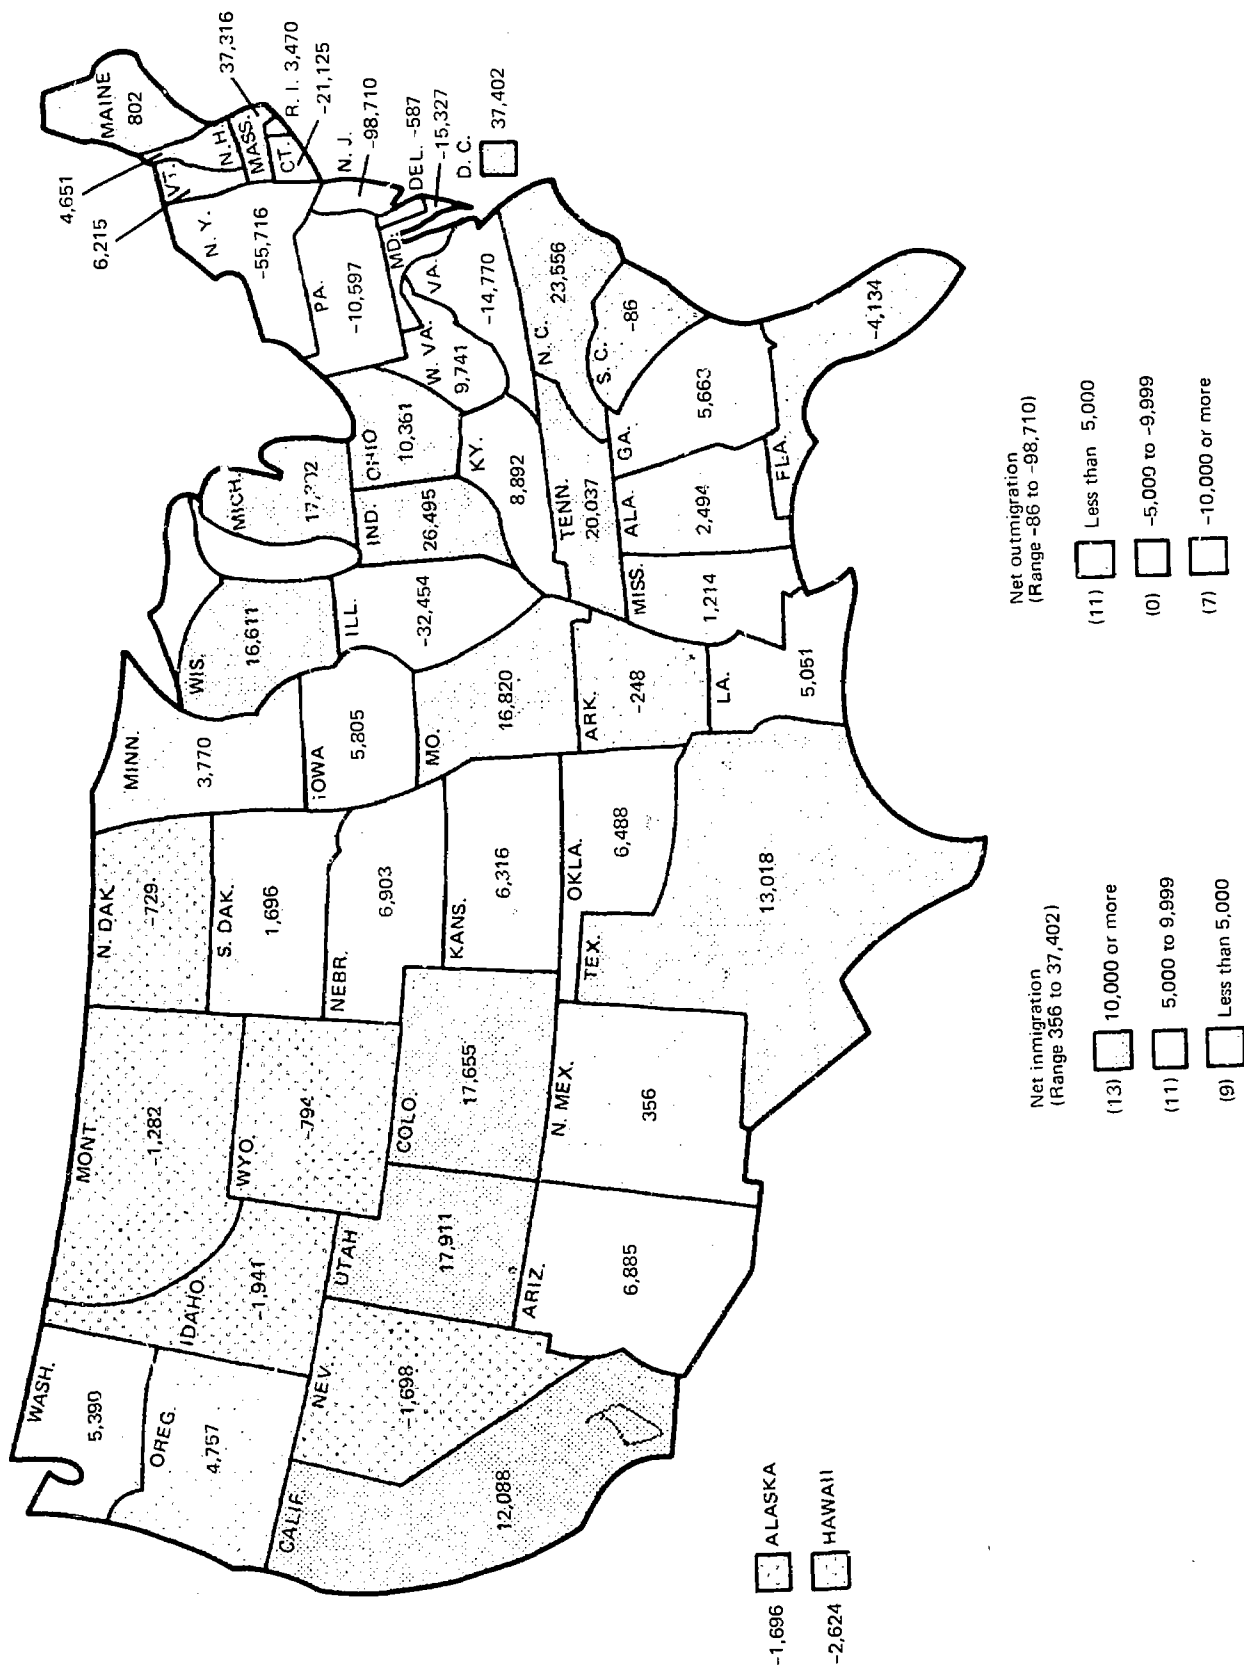 WASH.
5,390
OREG.
4,757
CALIF.
12,088
NEV.
-1,698
IDAHO
-1,941
MONT.
-1,282
WYO.
-794
UTAH
17,911
COLO.
17,655
ARIZ.
6,885
N. MEX.
356
N. DAK.
-729
S. DAK.
1,696
NEBR.
6,903
KANS.
6,316
OKLA.
6,488
TEX.
13,018
MINN.
3,770
IOWA
5,805
MO.
16,820
ARK.
-248
LA.
5,051
WIS.
16,611
ILL.
-32,454
MICH.
IND.
26,495
OHIO
10,361
KY.
8,892
TENN.
20,037
MISS.
1,214
ALA.
2,494
GA.
5,663
FLA.
-4,134
S. C.
-86
N. C.
23,556
VA.
-14,770
W. VA.
9,741
MD.
-15,327
DEL. -587
D. C.
37,402
PA.
-10,597
N. J.
-98,710
N. Y.
-55,716
CT.
-21,125
R. I. 3,470
MASS.
37,316
VT.
6,215
N.H.
4,651
MAINE
802
-1,696 ALASKA
-2,624 HAWAII
Net inmigration
(Range 356 to 37,402)
(13) 10,000 or more
(11) 5,000 to 9,999
(9) Less than 5,000
Net outmigration
(Range -86 to -98,710)
(11) Less than 5,000
(0) -5,000 to -9,999
(7) -10,000 or more